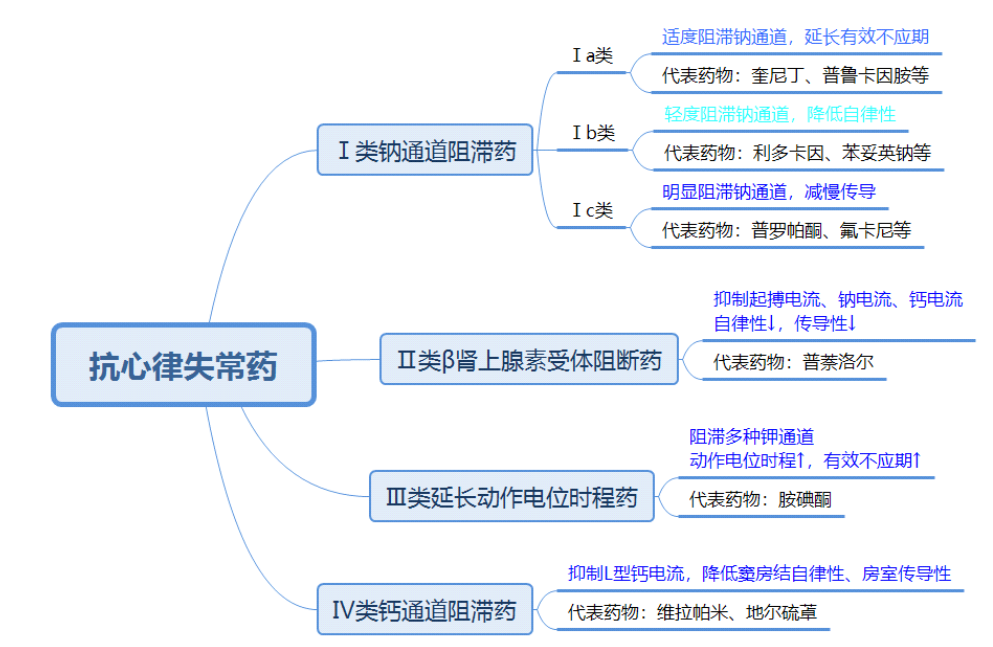 抗心律失常药
Ⅰ类钠通道阻滞药
Ⅰa类
适度阻滞钠通道，延长有效不应期
代表药物：奎尼丁、普鲁卡因胺等
Ⅰb类
轻度阻滞钠通道，降低自律性
代表药物：利多卡因、苯妥英钠等
Ⅰc类
明显阻滞钠通道，减慢传导
代表药物：普罗帕酮、氟卡尼等
Ⅱ类β肾上腺素受体阻断药
抑制起搏电流、钠电流、钙电流
自律性↓，传导性↓
代表药物：普萘洛尔
Ⅲ类延长动作电位时程药
阻滞多种钾通道
动作电位时程↑，有效不应期↑
代表药物：胺碘酮
Ⅳ类钙通道阻滞药
抑制L型钙电流，降低窦房结自律性、房室传导性
代表药物：维拉帕米、地尔硫䓬